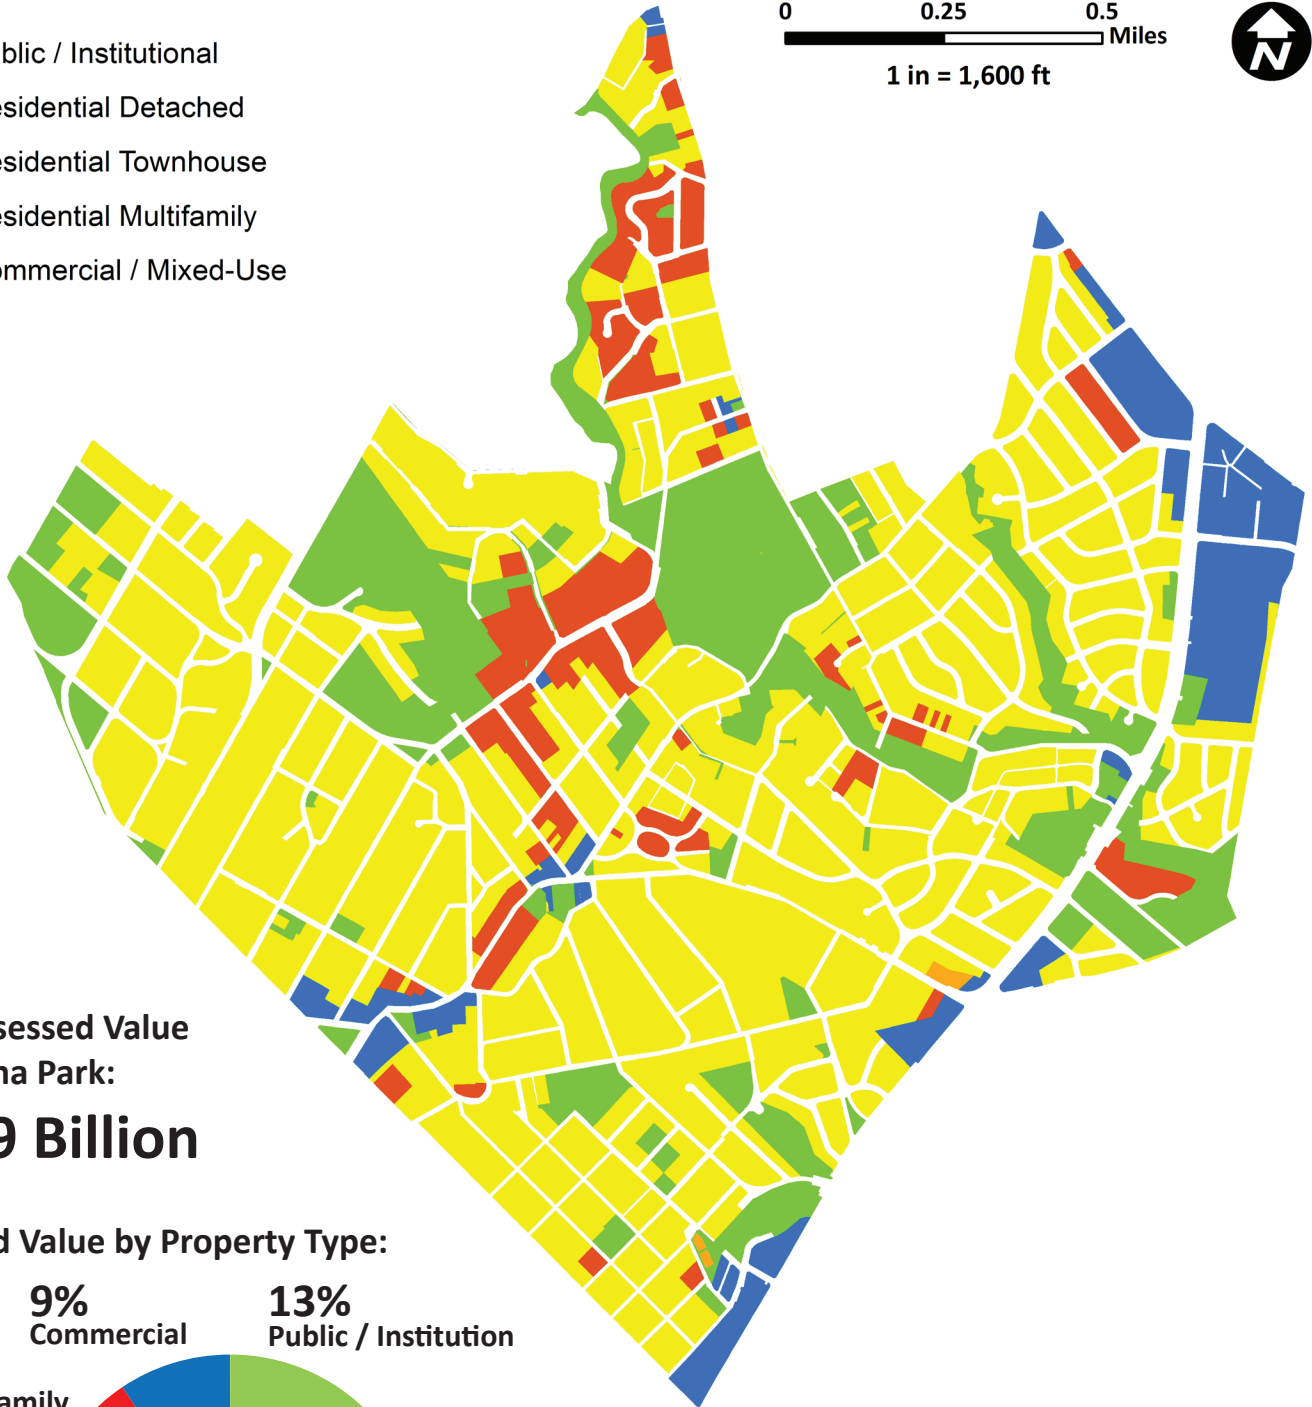 0 0.25 0.5
Miles
1 in = 1,600 ft
N
blic / Institutional
esidential Detached
esidential Townhouse
esidential Multifamily
ommercial / Mixed-Use
sessed Value
na Park:
9 Billion
d Value by Property Type:
9% 13%
Commercial Public / Institution
amily